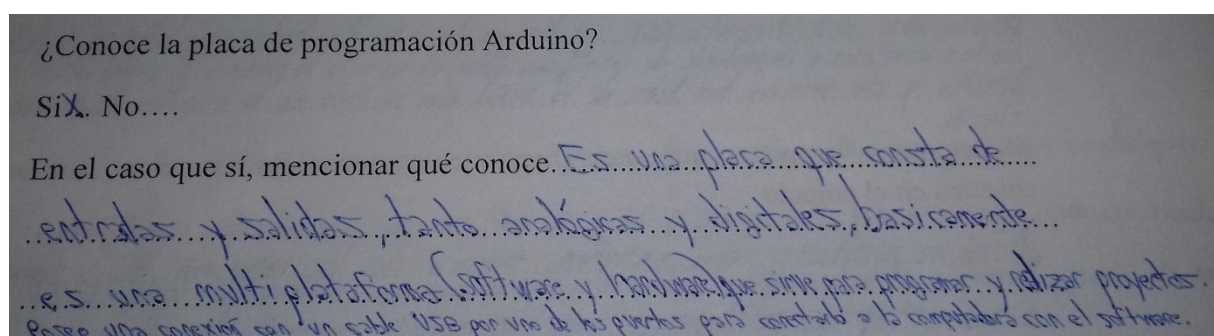 ¿Conoce la placa de programación Arduino?
Si X. No....
En el caso que sí, mencionar qué conoce. Es una placa que consta de
entradas y salidas, tanto analógicas y digitales, basicamente
es una multiplataforma (software y hardware) que sirve para programar y realizar proyectos.
Posee una conexión con un cable USB por uno de los puertos para conectarlo a la computadora con el software.